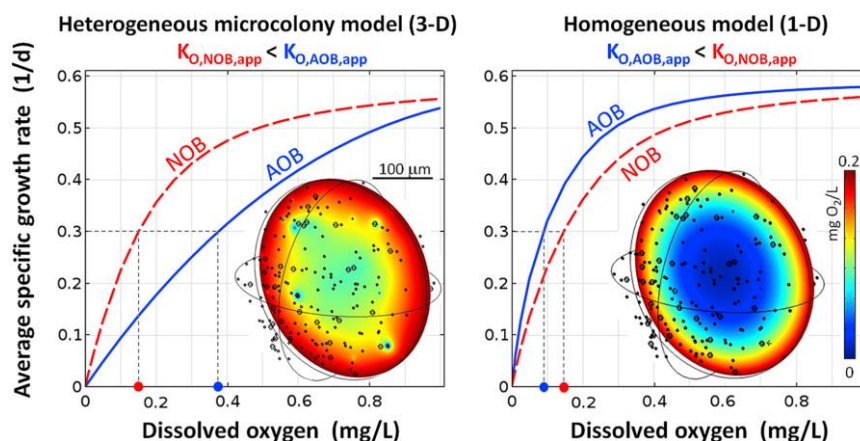 Heterogeneous microcolony model (3-D)
K_O,NOB,app < K_O,AOB,app
Homogeneous model (1-D)
K_O,AOB,app < K_O,NOB,app
Average specific growth rate (1/d)
0.6
0.5
0.4
0.3
0.2
0.1
0
NOB
AOB
100 µm
0
0.2
0.4
0.6
0.8
Dissolved oxygen (mg/L)
0.6
0.5
0.4
0.3
0.2
0.1
0
AOB
NOB
0.2
mg O₂/L
0
0
0.2
0.4
0.6
0.8
Dissolved oxygen (mg/L)